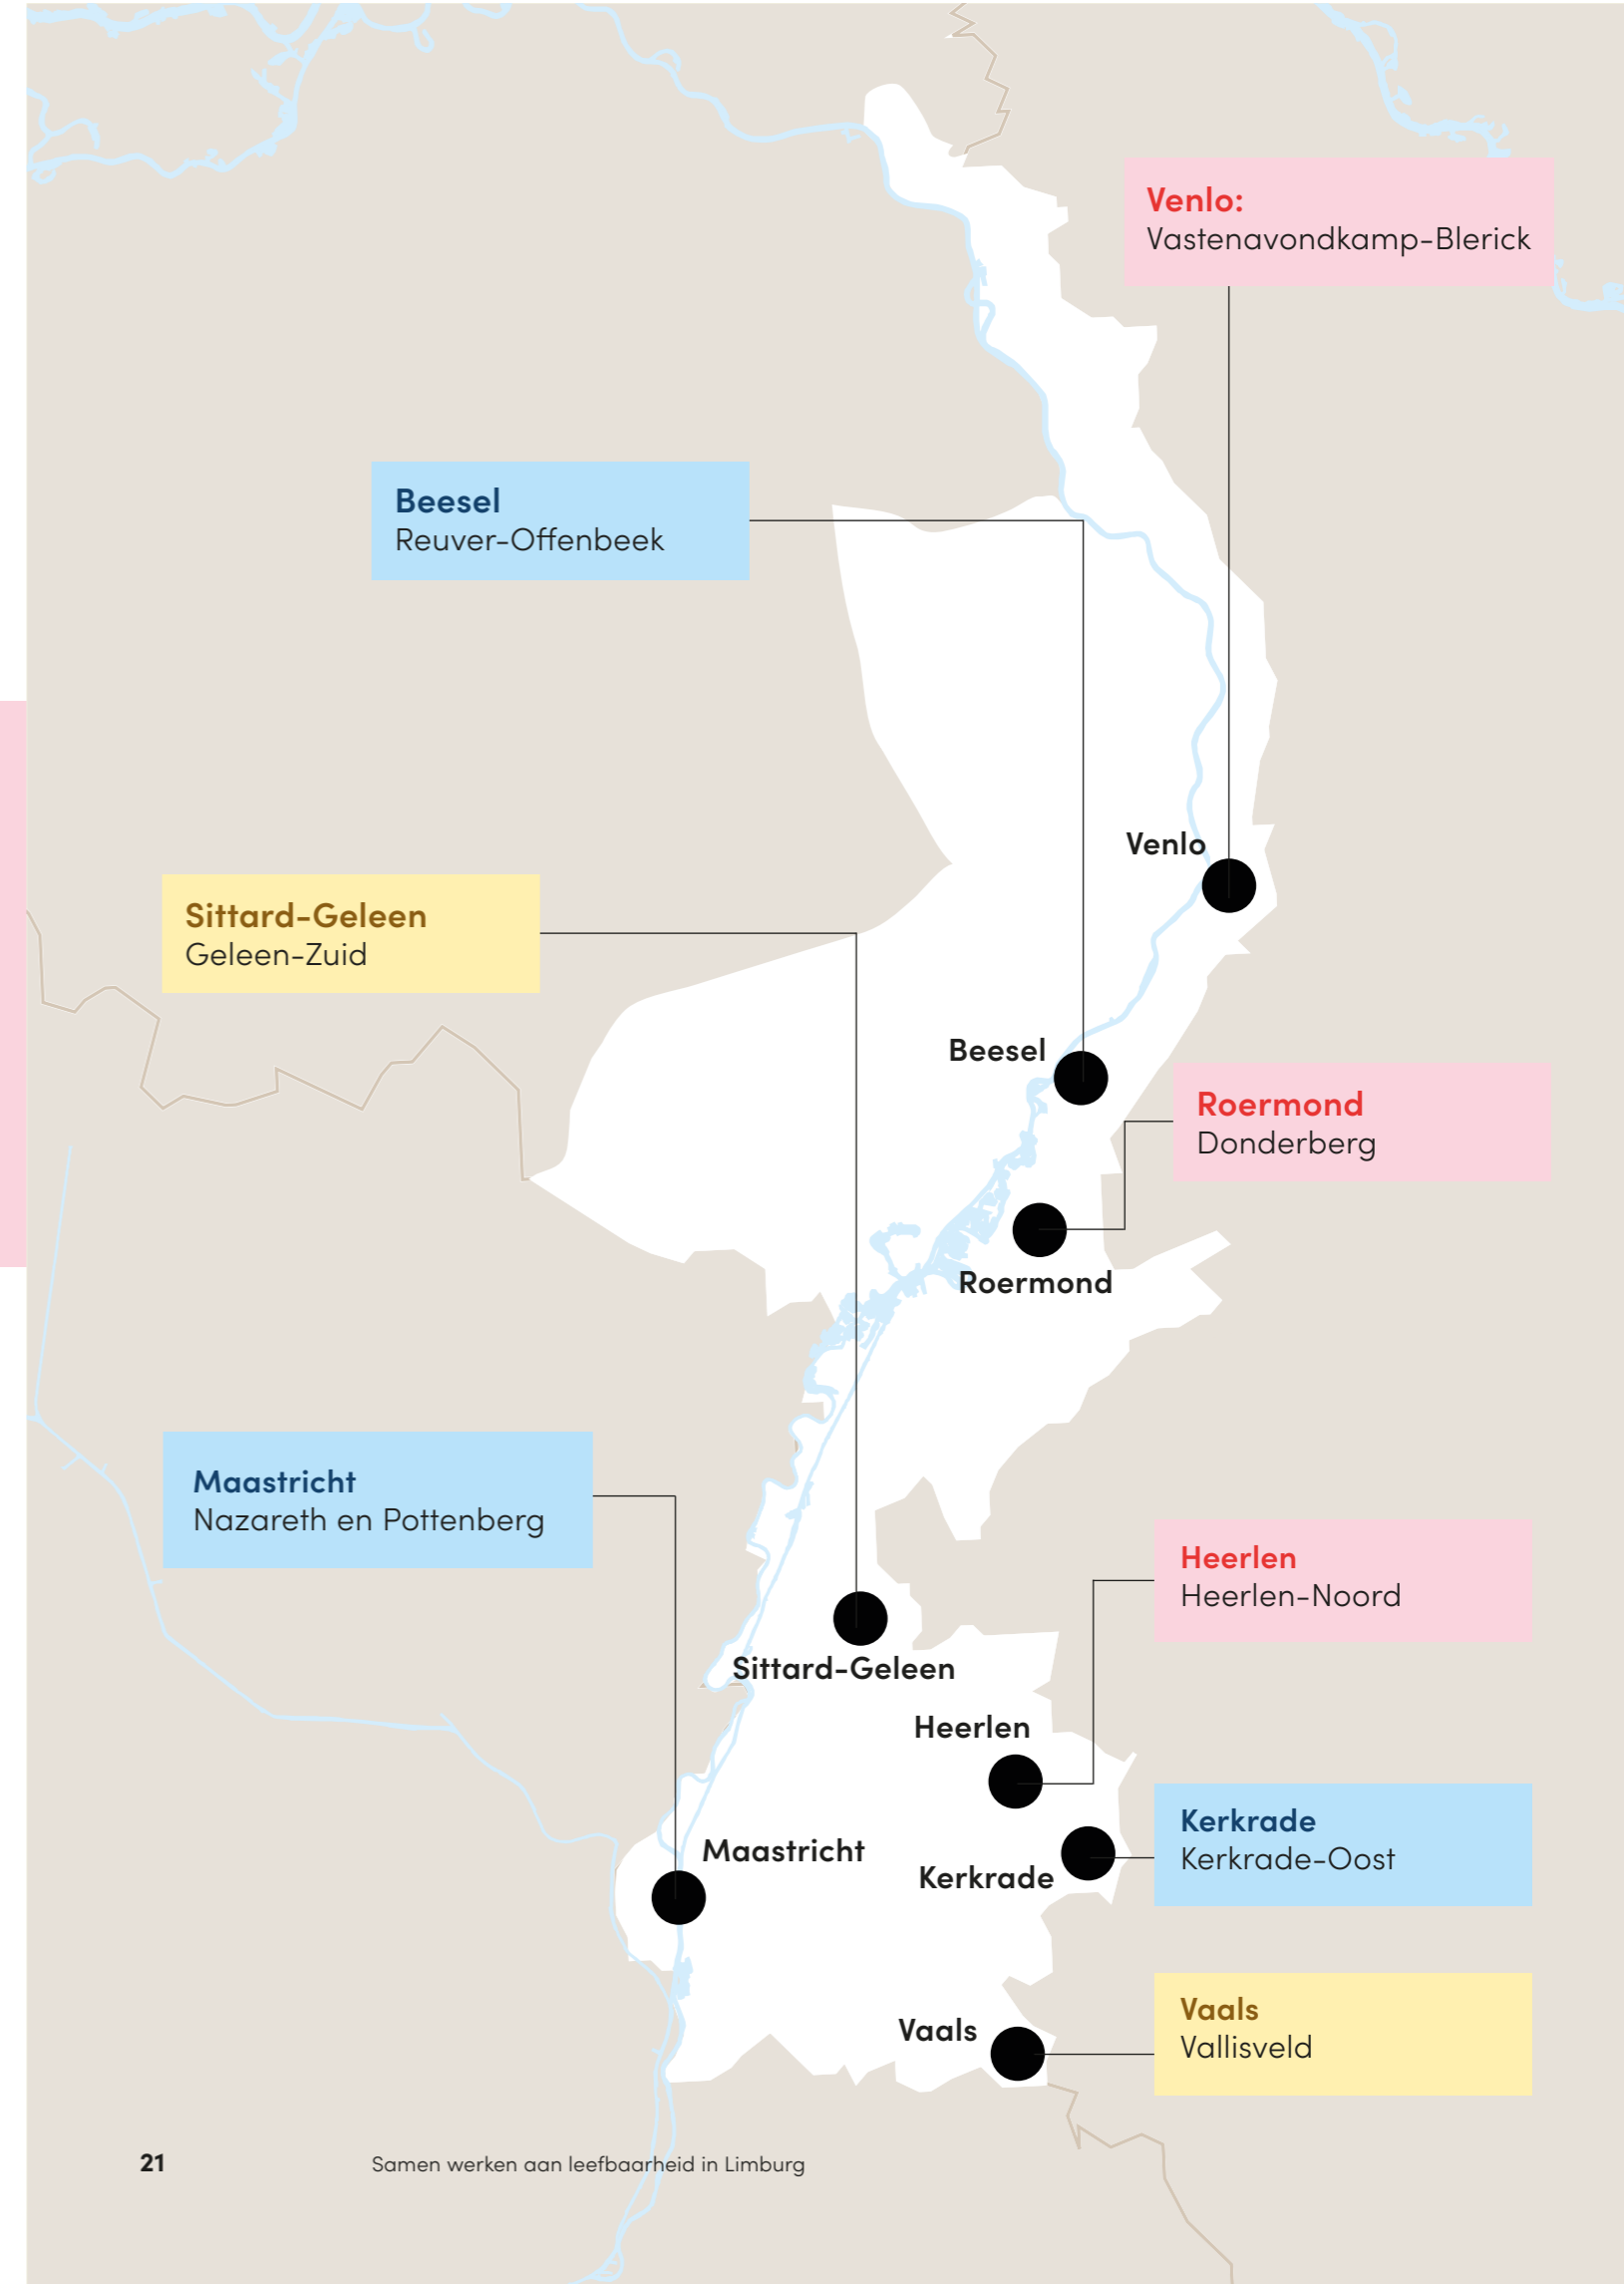 Venlo:
Vastenavondkamp-Blerick
Beesel
Reuver-Offenbeek
Venlo
Sittard-Geleen
Geleen-Zuid
Beesel
Roermond
Donderberg
Roermond
Maastricht
Nazareth en Pottenberg
Heerlen
Heerlen-Noord
Sittard-Geleen
Heerlen
Kerkrade
Kerkrade-Oost
Maastricht
Kerkrade
Vaals
Vallisveld
Vaals
21
Samen werken aan leefbaarheid in Limburg